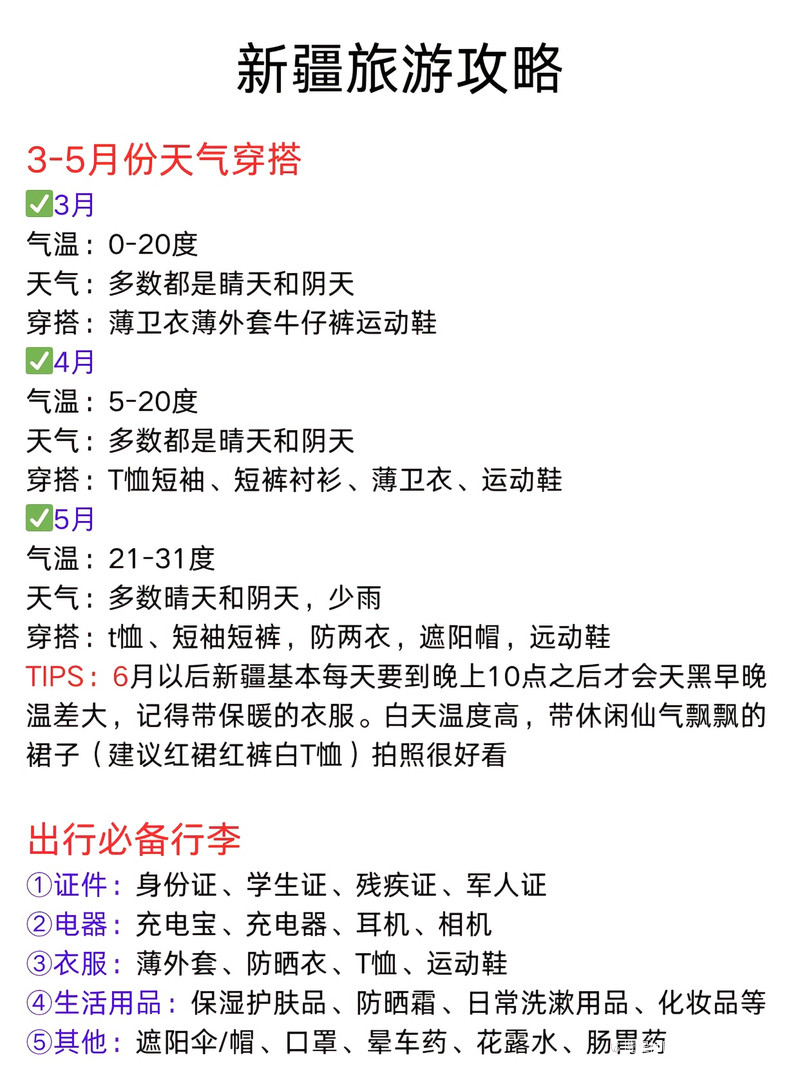 新疆旅游攻略
3-5月份天气穿搭
✅3月
气温：0-20度
天气：多数都是晴天和阴天
穿搭：薄卫衣薄外套牛仔裤运动鞋
✅4月
气温：5-20度
天气：多数都是晴天和阴天
穿搭：T恤短袖、短裤衬衫、薄卫衣、运动鞋
✅5月
气温：21-31度
天气：多数晴天和阴天，少雨
穿搭：t恤、短袖短裤，防两衣，遮阳帽，远动鞋
TIPS：6月以后新疆基本每天要到晚上10点之后才会天黑早晚
温差大，记得带保暖的衣服。白天温度高，带休闲仙气飘飘的
裙子（建议红裙红裤白T恤）拍照很好看
出行必备行李
①证件：身份证、学生证、残疾证、军人证
②电器：充电宝、充电器、耳机、相机
③衣服：薄外套、防晒衣、T恤、运动鞋
④生活用品：保湿护肤品、防晒霜、日常洗漱用品、化妆品等
⑤其他：遮阳伞/帽、口罩、晕车药、花露水、肠胃药